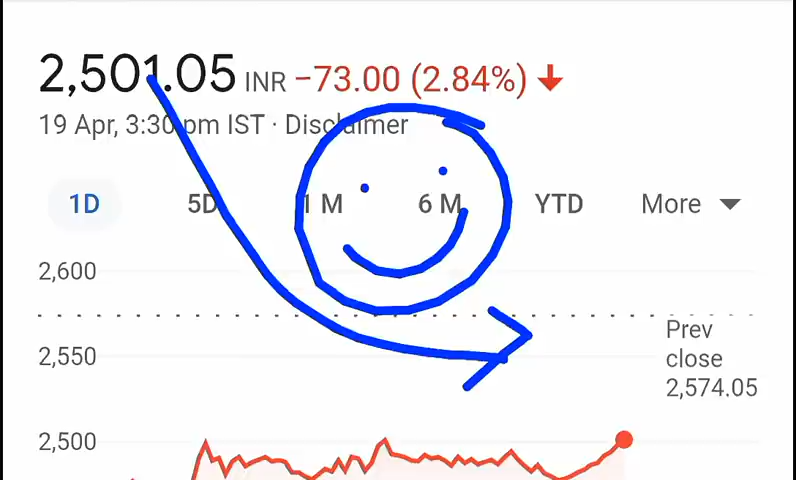 2,501.05 INR −73.00 (2.84%)
19 Apr, 3:30 pm IST · Disclaimer
1D 5D 1 M 6 M YTD More
2,600
Prev
close
2,574.05
2,550
2,500